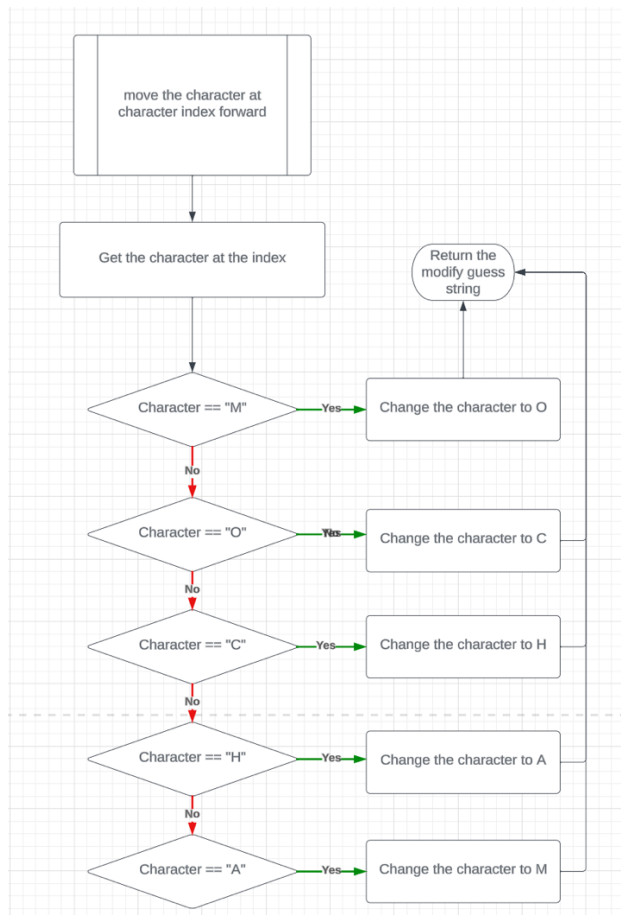 move the character at
character index forward
Get the character at the index
Return the
modify guess
string
Character == "M"
Yes
Change the character to O
No
Character == "O"
Yes
Change the character to C
No
Character == "C"
Yes
Change the character to H
No
Character == "H"
Yes
Change the character to A
No
Character == "A"
Yes
Change the character to M